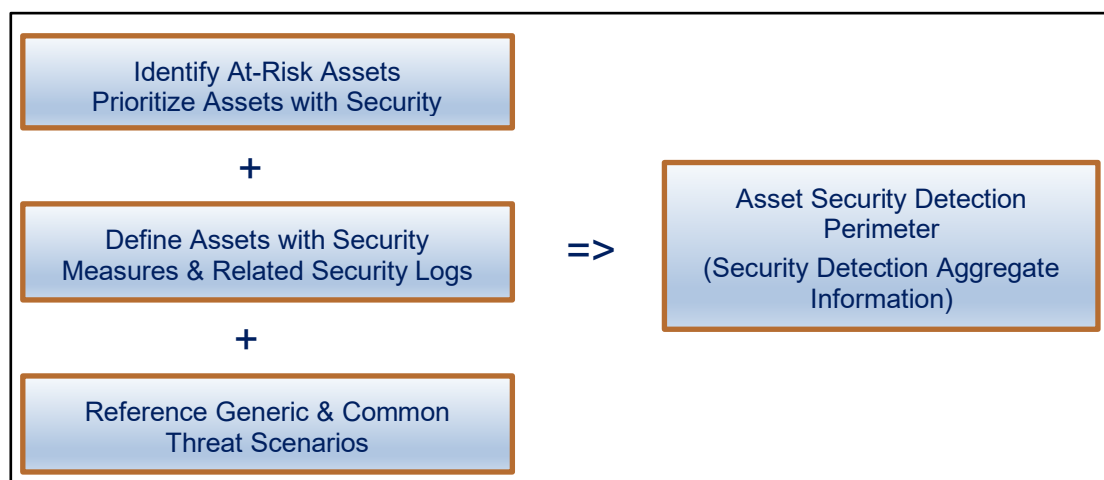 Identify At-Risk Assets
Prioritize Assets with Security
+
Define Assets with Security
Measures & Related Security Logs
+
Reference Generic & Common
Threat Scenarios
=>
Asset Security Detection
Perimeter
(Security Detection Aggregate
Information)